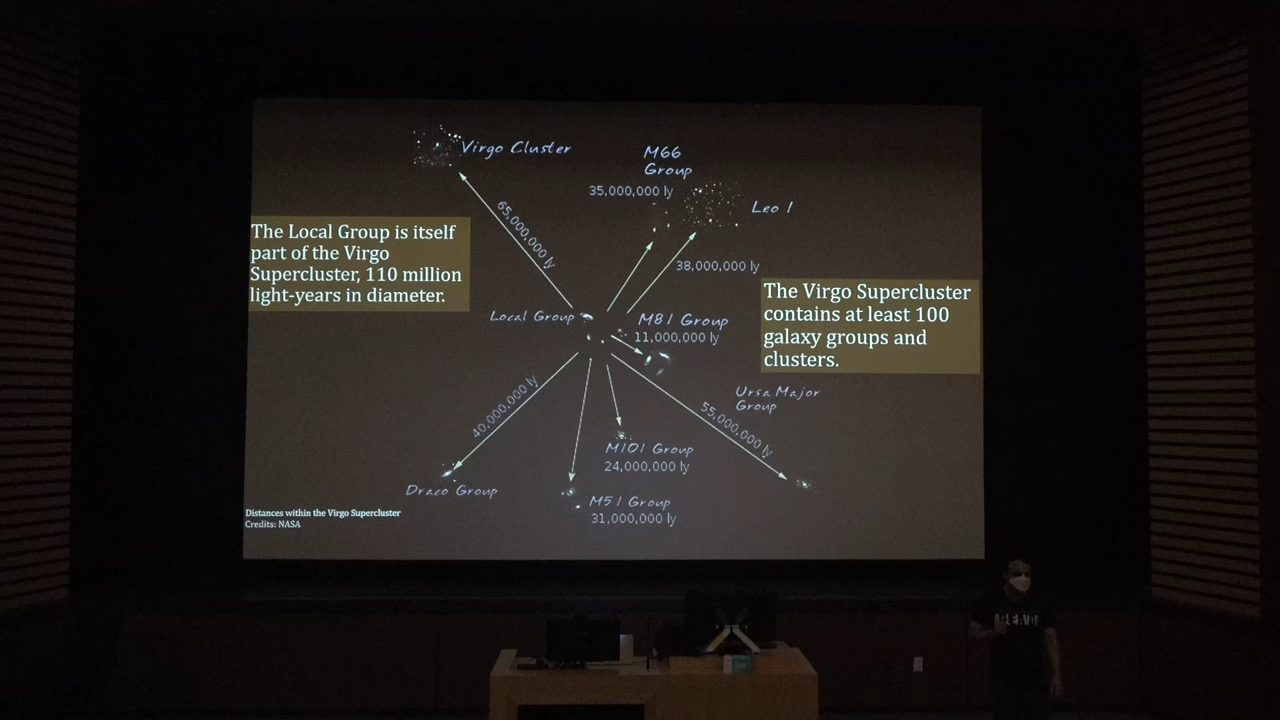 Virgo Cluster
65,000,000 ly
M66
Group
35,000,000 ly
Leo I
38,000,000 ly
The Local Group is itself
part of the Virgo
Supercluster, 110 million
light-years in diameter.
The Virgo Supercluster
contains at least 100
galaxy groups and
clusters.
Local Group
M81 Group
11,000,000 ly
40,000,000 ly
Ursa Major
Group
55,000,000 ly
M101 Group
24,000,000 ly
Draco Group
M51 Group
31,000,000 ly
Distances within the Virgo Supercluster
Credits: NASA